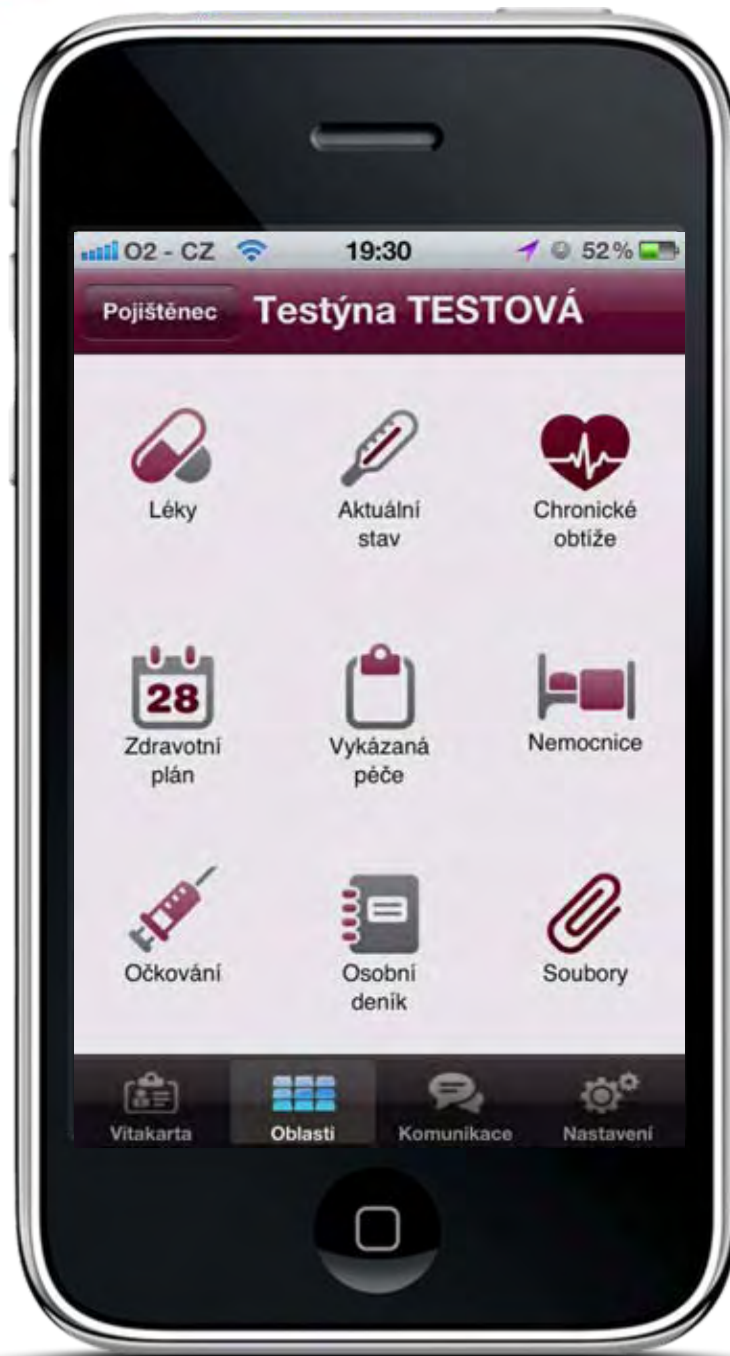 O2 - CZ 19:30 52%
Pojištěnec Testýna TESTOVÁ
Léky Aktuální Chronické
stav obtíže
28
Zdravotní Vykázaná Nemocnice
plán péče
Očkování Osobní Soubory
deník
Vitakarta Oblasti Komunikace Nastavení